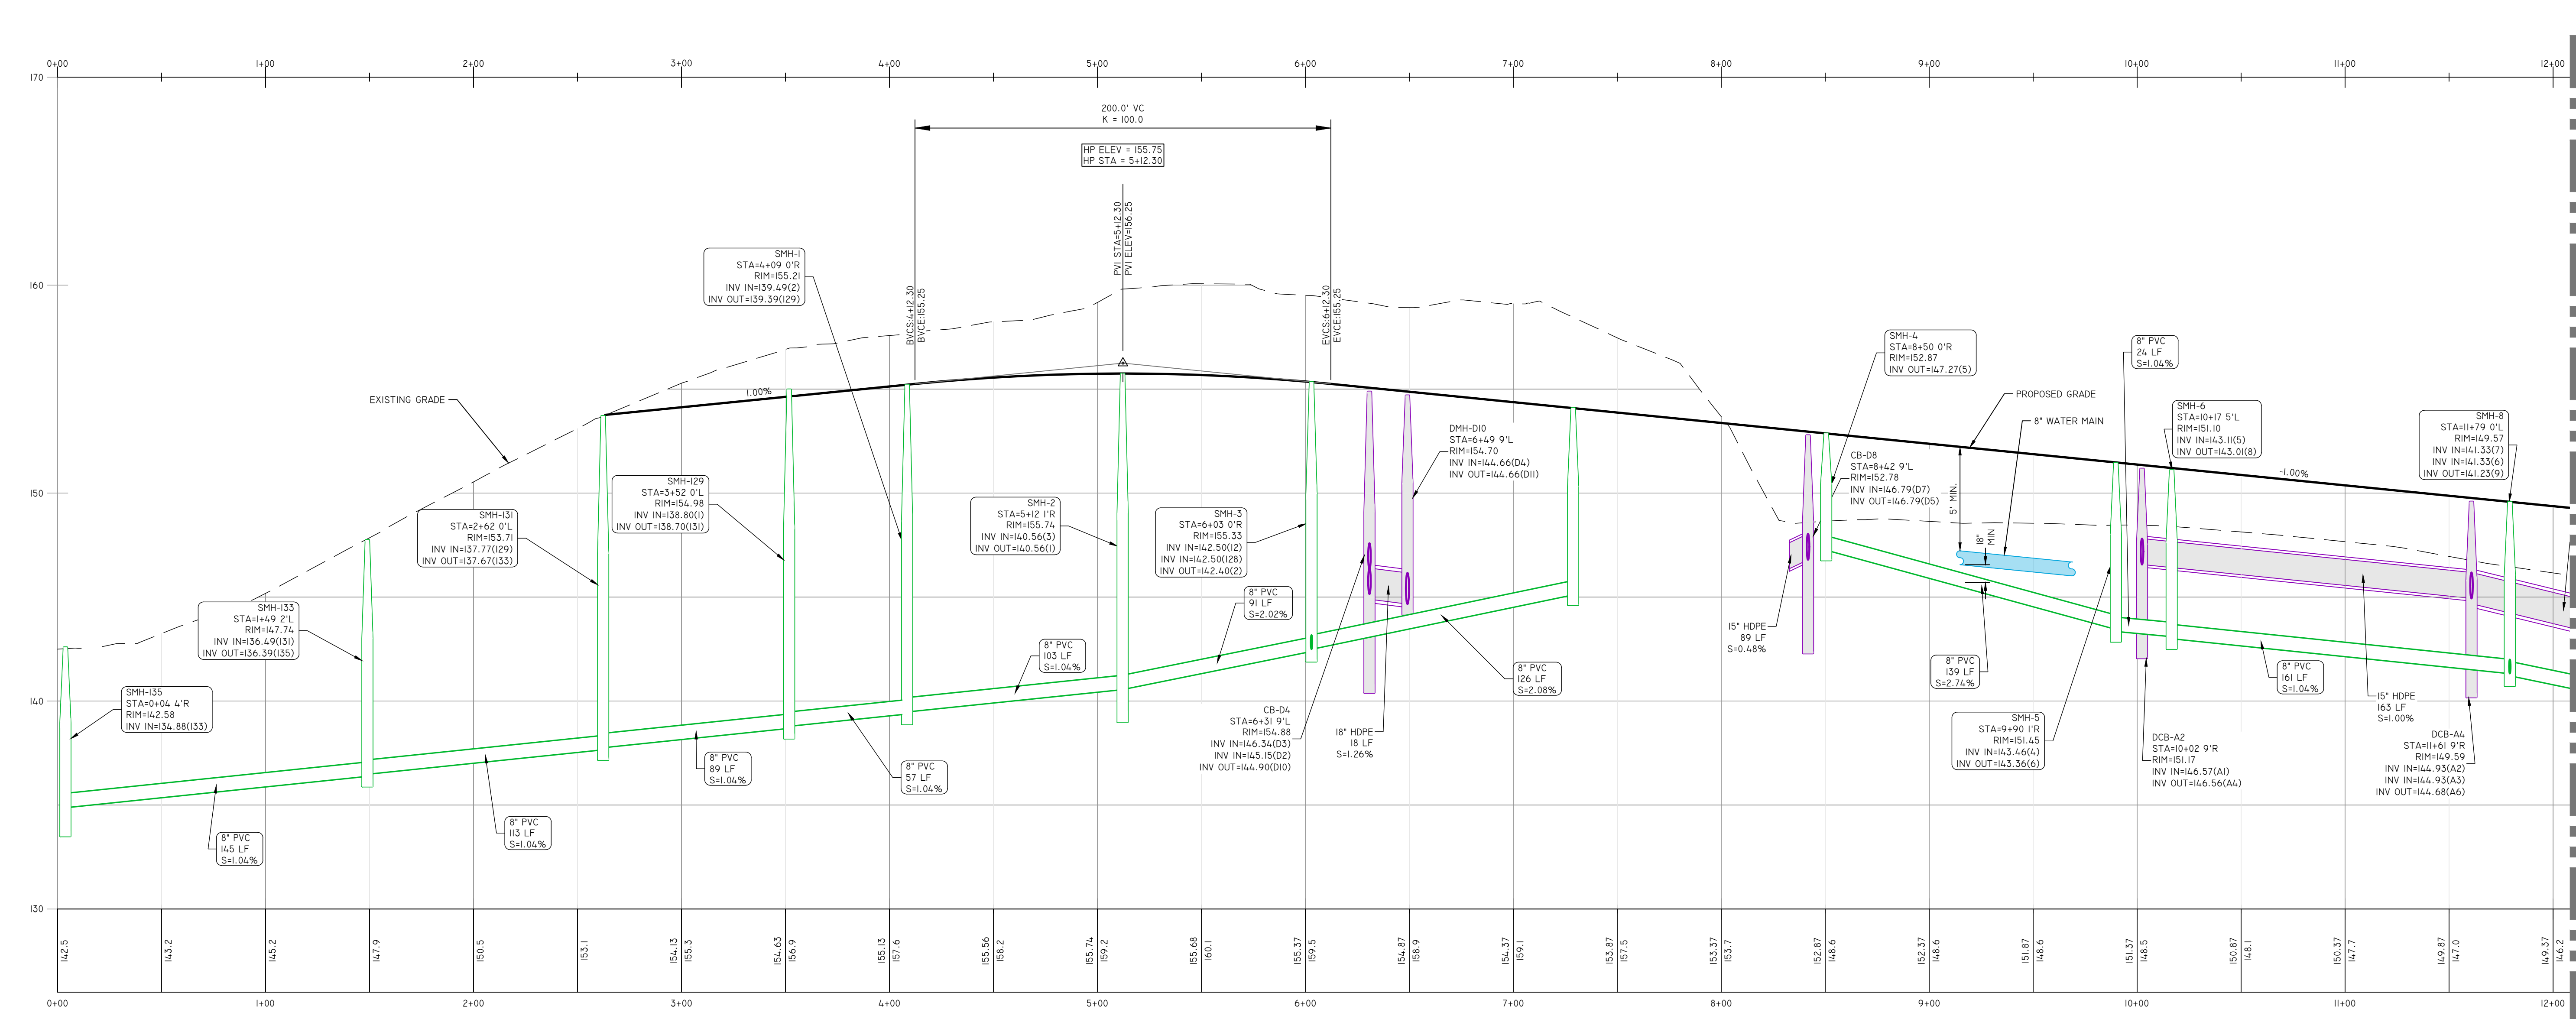 0+00 1+00 2+00 3+00 4+00 5+00 6+00 7+00 8+00 9+00 10+00 11+00 12+00
170
160
150
140
130
200.0' VC
K = 100.0
HP ELEV = 155.75
HP STA = 5+12.30
PVI STA=5+12.30
PVI ELEV=156.25
BVCS:4+12.30
BVCE:155.25
EVCS:6+12.30
EVCE:155.25
EXISTING GRADE
1.00%
SMH-1
STA=4+09 0'R
RIM=155.21
INV IN=139.49(2)
INV OUT=139.39(129)
SMH-135
STA=0+04 4'R
RIM=142.58
INV IN=134.88(133)
SMH-133
STA=1+49 2'L
RIM=147.74
INV IN=136.49(131)
INV OUT=136.39(135)
SMH-131
STA=2+62 0'L
RIM=153.71
INV IN=137.77(129)
INV OUT=137.67(133)
SMH-129
STA=3+52 0'L
RIM=154.98
INV IN=138.80(1)
INV OUT=138.70(131)
SMH-2
STA=5+12 1'R
RIM=155.74
INV IN=140.56(3)
INV OUT=140.56(1)
SMH-3
STA=6+03 0'R
RIM=155.33
INV IN=142.50(12)
INV IN=142.50(128)
INV OUT=142.40(2)
8" PVC
145 LF
S=1.04%
8" PVC
113 LF
S=1.04%
8" PVC
89 LF
S=1.04%
8" PVC
57 LF
S=1.04%
8" PVC
103 LF
S=1.04%
8" PVC
91 LF
S=2.02%
CB-D4
STA=6+31 9'L
RIM=154.88
INV IN=146.34(D3)
INV IN=145.15(D2)
INV OUT=144.90(D10)
18" HDPE
18 LF
S=1.26%
DMH-D10
STA=6+49 9'L
RIM=154.70
INV IN=144.66(D4)
INV OUT=144.66(D11)
8" PVC
126 LF
S=2.08%
15" HDPE
89 LF
S=0.48%
SMH-4
STA=8+50 0'R
RIM=152.87
INV OUT=147.27(5)
CB-D8
STA=8+42 9'L
RIM=152.78
INV IN=146.79(D7)
INV OUT=146.79(D5)
PROPOSED GRADE
8" WATER MAIN
5' MIN.
18"
MIN
8" PVC
139 LF
S=2.74%
SMH-5
STA=9+90 1'R
RIM=151.45
INV IN=143.46(4)
INV OUT=143.36(6)
8" PVC
24 LF
S=1.04%
SMH-6
STA=10+17 5'L
RIM=151.10
INV IN=143.11(5)
INV OUT=143.01(8)
DCB-A2
STA=10+02 9'R
RIM=151.17
INV IN=146.57(A1)
INV OUT=146.56(A4)
8" PVC
161 LF
S=1.04%
15" HDPE
163 LF
S=1.00%
-1.00%
SMH-8
STA=11+79 0'L
RIM=149.57
INV IN=141.33(7)
INV IN=141.33(6)
INV OUT=141.23(9)
DCB-A4
STA=11+61 9'R
RIM=149.59
INV IN=144.93(A2)
INV IN=144.93(A3)
INV OUT=144.68(A6)
142.5
143.2
145.2
147.9
150.5
153.1
154.13
155.3
154.63
156.9
155.13
157.6
155.56
158.2
155.74
159.2
155.68
160.1
155.37
159.5
154.87
158.9
154.37
159.1
153.87
157.5
153.37
153.7
152.87
148.6
152.37
148.6
151.87
148.6
151.37
148.5
150.87
148.1
150.37
147.7
149.87
147.0
149.37
146.2
0+00 1+00 2+00 3+00 4+00 5+00 6+00 7+00 8+00 9+00 10+00 11+00 12+00